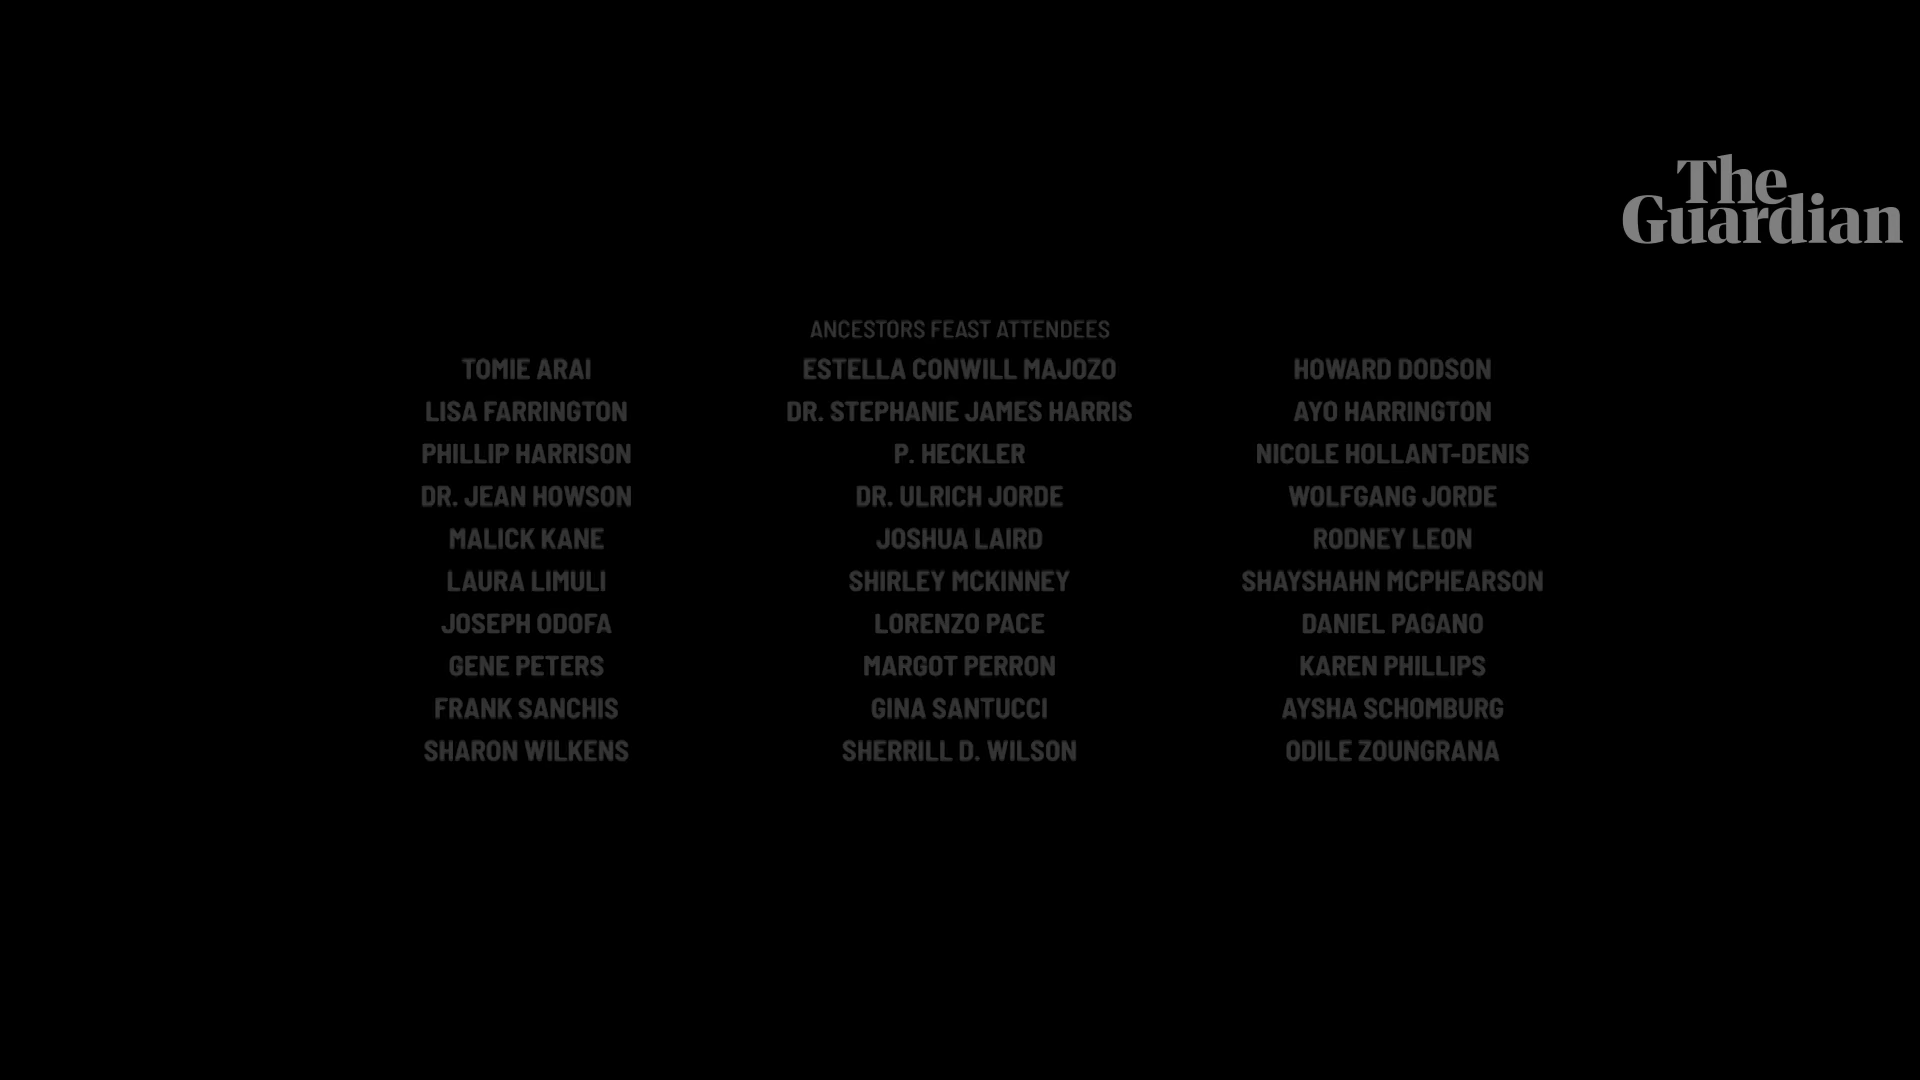 The
Guardian
ANCESTORS FEAST ATTENDEES
TOMIE ARAI ESTELLA CONWILL MAJOZO HOWARD DODSON
LISA FARRINGTON DR. STEPHANIE JAMES HARRIS AYO HARRINGTON
PHILLIP HARRISON P. HECKLER NICOLE HOLLANT-DENIS
DR. JEAN HOWSON DR. ULRICH JORDE WOLFGANG JORDE
MALICK KANE JOSHUA LAIRD RODNEY LEON
LAURA LIMULI SHIRLEY MCKINNEY SHAYSHAHN MCPHEARSON
JOSEPH ODOFA LORENZO PACE DANIEL PAGANO
GENE PETERS MARGOT PERRON KAREN PHILLIPS
FRANK SANCHIS GINA SANTUCCI AYSHA SCHOMBURG
SHARON WILKENS SHERRILL D. WILSON ODILE ZOUNGRANA